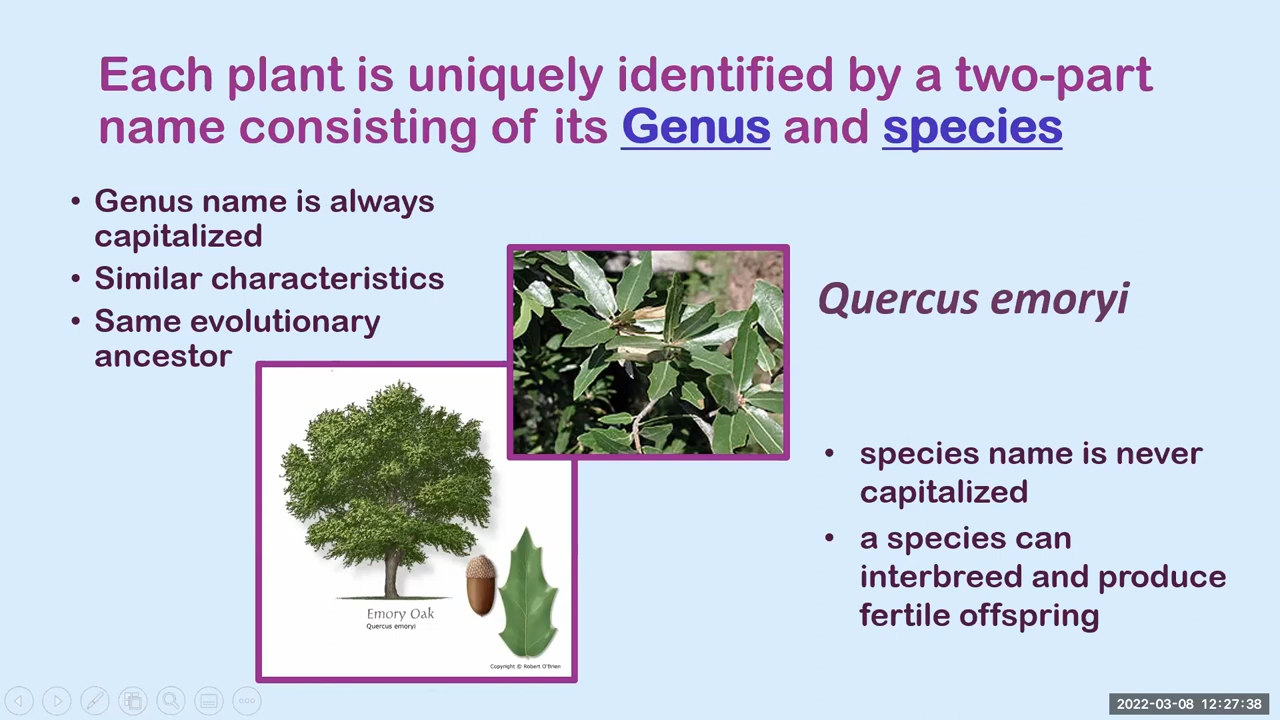 Each plant is uniquely identified by a two-part
name consisting of its Genus and species
• Genus name is always
capitalized
• Similar characteristics
• Same evolutionary
ancestor
Quercus emoryi
Emory Oak
Quercus emoryi
Copyright © Robert O'Brien
• species name is never
capitalized
• a species can
interbreed and produce
fertile offspring
2022-03-08 12:27:38